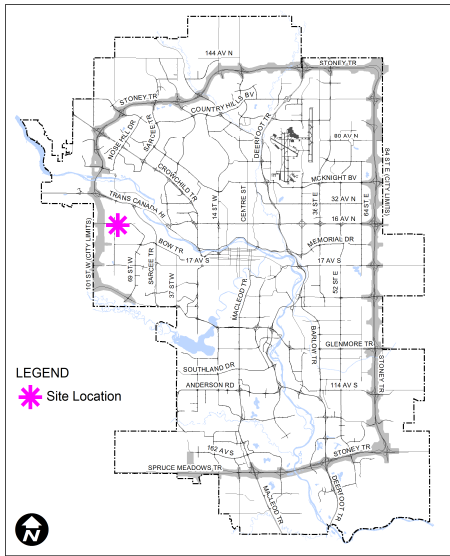 144 AV N
STONEY TR
STONEY TR
COUNTRY HILLS BV
NOSE HILL DR
SARCEE TR
DEERFOOT TR
80 AV N
CROWCHILD TR
MCKNIGHT BV
84 ST E (CITY LIMITS)
TRANS CANADA HI
14 ST W
CENTRE ST
36 ST E
32 AV N
68 ST E
16 AV N
101 ST W (CITY LIMITS)
BOW TR
MEMORIAL DR
69 ST W
SARCEE TR
37 ST W
17 AV S
17 AV S
52 ST E
MACLEOD TR
BARLOW TR
GLENMORE TR
STONEY TR
SOUTHLAND DR
LEGEND
ANDERSON RD
114 AV S
Site Location
162 AV S
STONEY TR
SPRUCE MEADOWS TR
MACLEOD TR
DEERFOOT TR
N